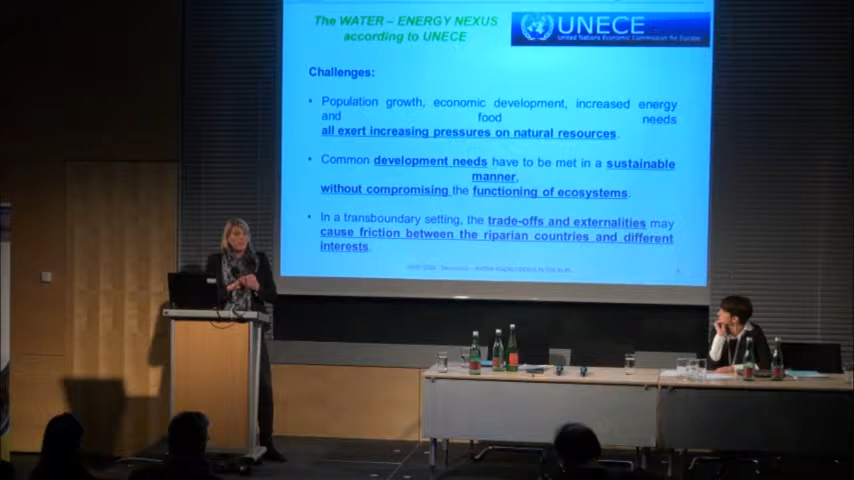 The WATER – ENERGY NEXUS
according to UNECE
UNECE
United Nations Economic Commission for Europe
Challenges:
• Population growth, economic development, increased energy
and food needs
all exert increasing pressures on natural resources.
• Common development needs have to be met in a sustainable
manner,
without compromising the functioning of ecosystems.
• In a transboundary setting, the trade-offs and externalities may
cause friction between the riparian countries and different
interests.